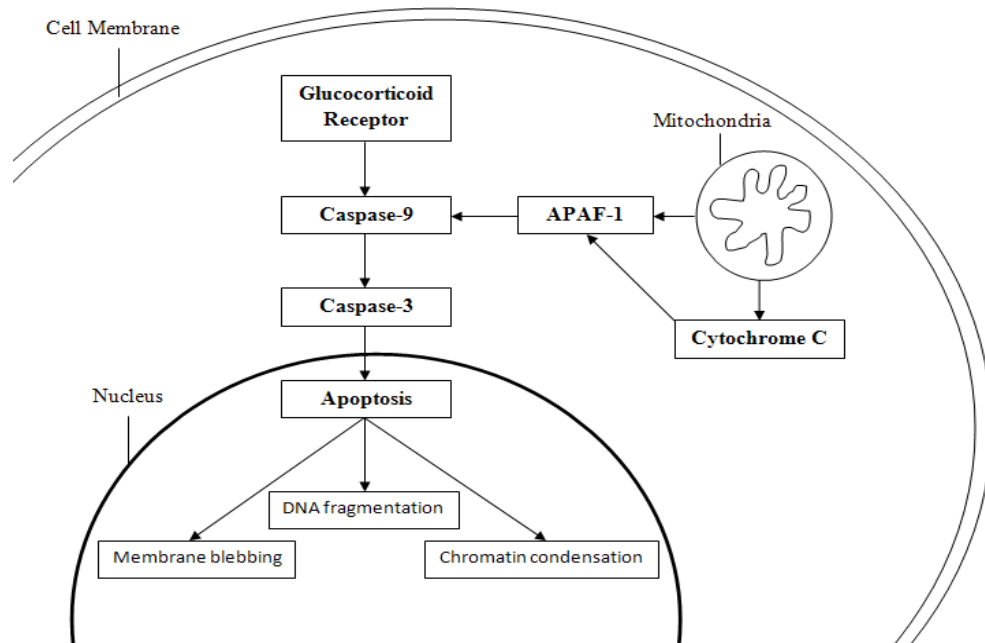 Cell Membrane
Glucocorticoid
Receptor
Mitochondria
Caspase-9
APAF-1
Caspase-3
Cytochrome C
Nucleus
Apoptosis
DNA fragmentation
Membrane blebbing
Chromatin condensation